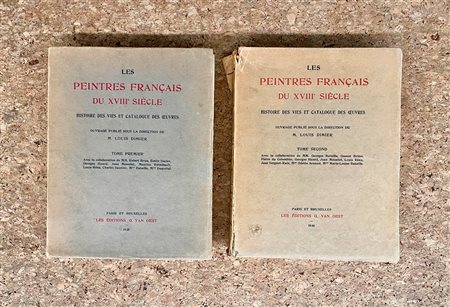 LES
PEINTRES FRANÇAIS
DU XVIIIᵉ SIÈCLE
HISTOIRE DES VIES ET CATALOGUE DES ŒUVRES
OUVRAGE PUBLIÉ SOUS LA DIRECTION DE
M. LOUIS DIMIER
TOME PREMIER
PARIS ET BRUXELLES
LES ÉDITIONS G. VAN OEST
LES
PEINTRES FRANÇAIS
DU XVIIIᵉ SIÈCLE
HISTOIRE DES VIES ET CATALOGUE DES ŒUVRES
OUVRAGE PUBLIÉ SOUS LA DIRECTION DE
M. LOUIS DIMIER
TOME SECOND
PARIS ET BRUXELLES
LES ÉDITIONS G. VAN OEST